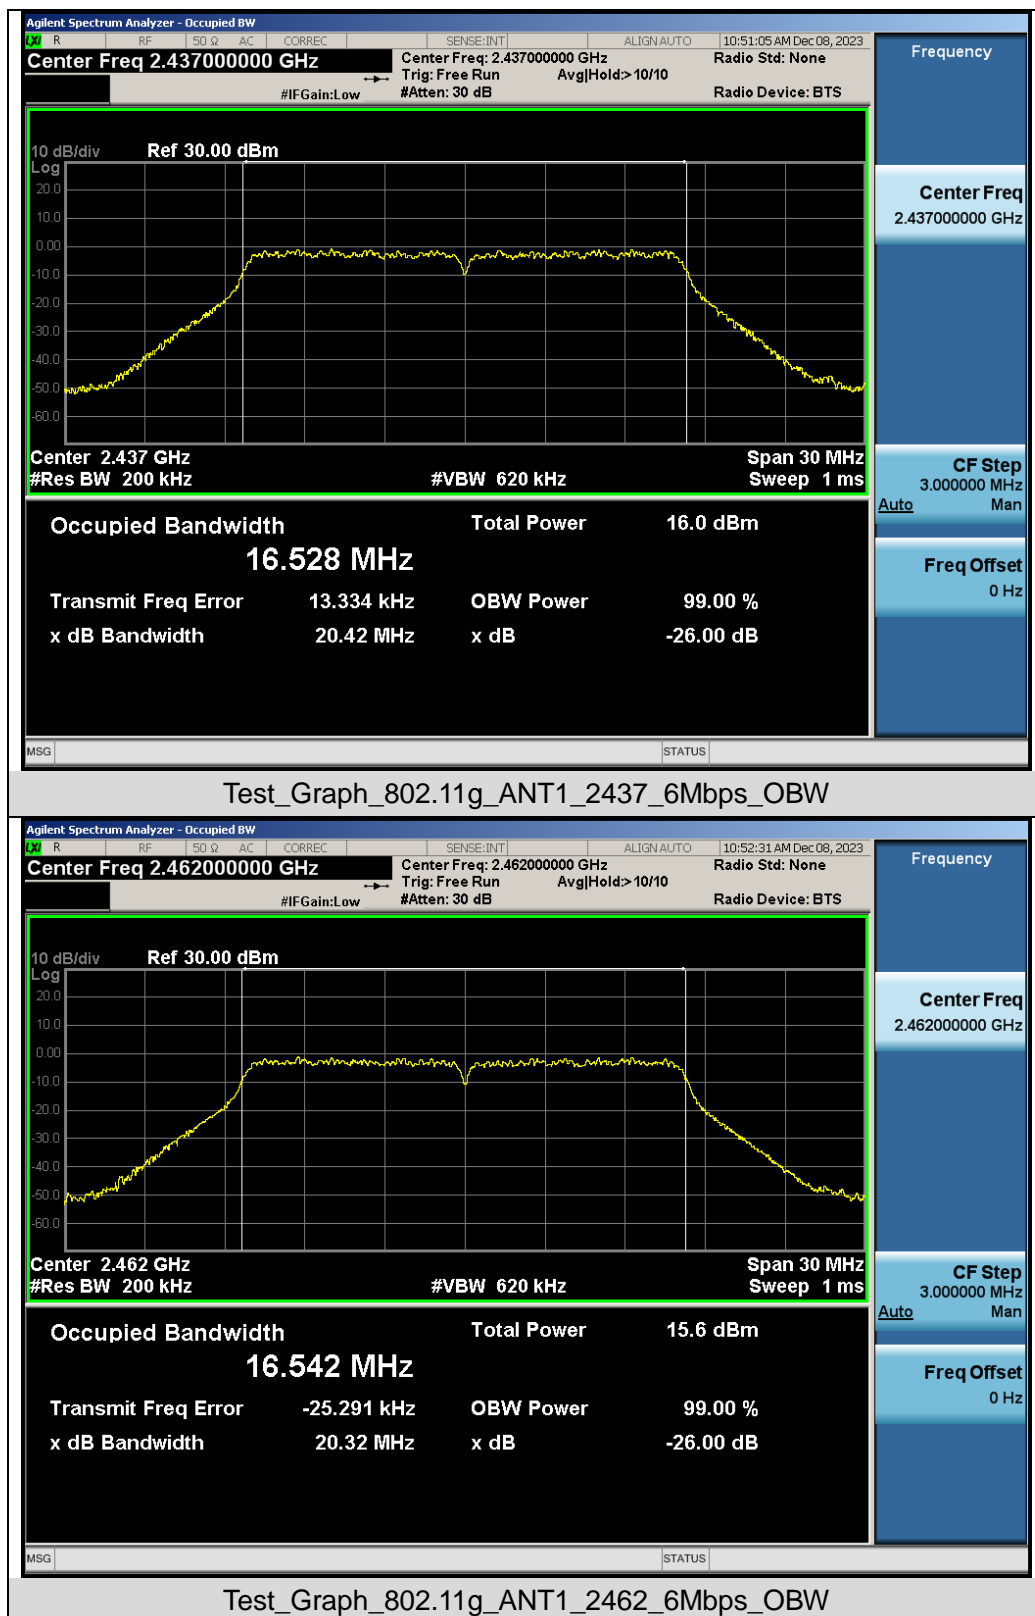 Agilent Spectrum Analyzer - Occupied BW
LXI R RF 50 Ω AC CORREC SENSE:INT ALIGN AUTO 10:51:05 AM Dec 08, 2023
Center Freq 2.437000000 GHz
Center Freq: 2.437000000 GHz
Radio Std: None
Trig: Free Run Avg|Hold:>10/10
#IFGain:Low
#Atten: 30 dB
Radio Device: BTS
Frequency
10 dB/div Ref 30.00 dBm
Log
20.0
10.0
0.00
-10.0
-20.0
-30.0
-40.0
-50.0
-60.0
Center Freq
2.437000000 GHz
Center 2.437 GHz Span 30 MHz
#Res BW 200 kHz #VBW 620 kHz Sweep 1 ms
CF Step
3.000000 MHz
Auto Man
Occupied Bandwidth Total Power 16.0 dBm
16.528 MHz
Transmit Freq Error 13.334 kHz OBW Power 99.00 %
x dB Bandwidth 20.42 MHz x dB -26.00 dB
Freq Offset
0 Hz
MSG STATUS
Test_Graph_802.11g_ANT1_2437_6Mbps_OBW
Agilent Spectrum Analyzer - Occupied BW
LXI R RF 50 Ω AC CORREC SENSE:INT ALIGN AUTO 10:52:31 AM Dec 08, 2023
Center Freq 2.462000000 GHz
Center Freq: 2.462000000 GHz
Radio Std: None
Trig: Free Run Avg|Hold:>10/10
#IFGain:Low
#Atten: 30 dB
Radio Device: BTS
Frequency
10 dB/div Ref 30.00 dBm
Log
20.0
10.0
0.00
-10.0
-20.0
-30.0
-40.0
-50.0
-60.0
Center Freq
2.462000000 GHz
Center 2.462 GHz Span 30 MHz
#Res BW 200 kHz #VBW 620 kHz Sweep 1 ms
CF Step
3.000000 MHz
Auto Man
Occupied Bandwidth Total Power 15.6 dBm
16.542 MHz
Transmit Freq Error -25.291 kHz OBW Power 99.00 %
x dB Bandwidth 20.32 MHz x dB -26.00 dB
Freq Offset
0 Hz
MSG STATUS
Test_Graph_802.11g_ANT1_2462_6Mbps_OBW